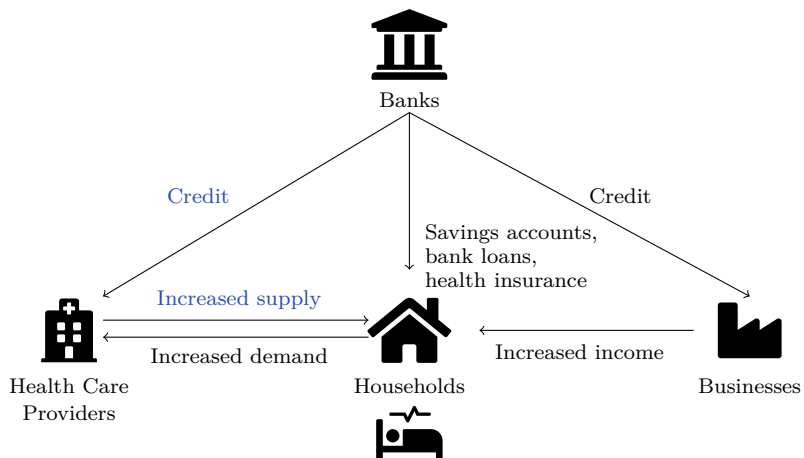 Banks
Credit
Credit
Savings accounts,
bank loans,
health insurance
Increased supply
Increased demand
Increased income
Health Care
Providers
Households
Businesses